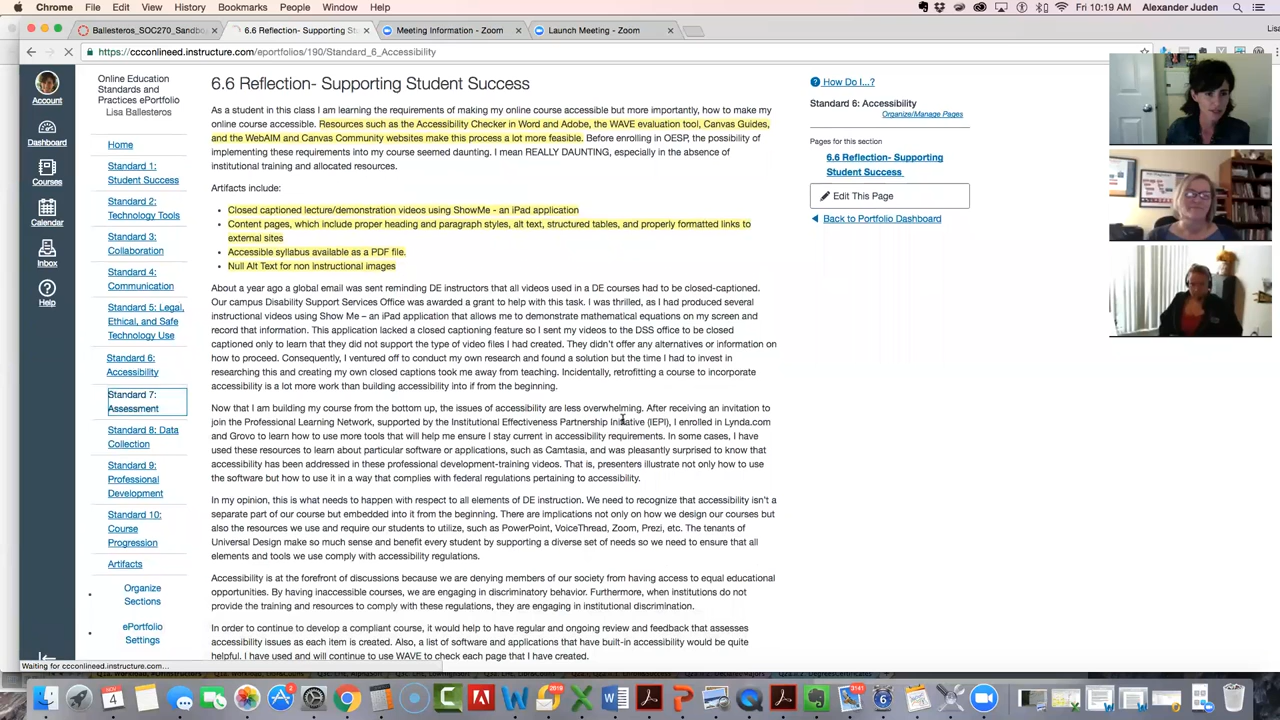 Chrome File Edit View History Bookmarks People Window Help
Fri 10:19 AM Alexander Juden
Ballesteros_SOC270_Sandbo
6.6 Reflection- Supporting Stu
Meeting Information - Zoom
Launch Meeting - Zoom
Lisa
https://ccconlineed.instructure.com/eportfolios/190/Standard_6_Accessibility
Account
Dashboard
Courses
Calendar
Inbox
Help
Online Education
Standards and
Practices ePortfolio
Lisa Ballesteros
Home
Standard 1:
Student Success
Standard 2:
Technology Tools
Standard 3:
Collaboration
Standard 4:
Communication
Standard 5: Legal,
Ethical, and Safe
Technology Use
Standard 6:
Accessibility
Standard 7:
Assessment
Standard 8: Data
Collection
Standard 9:
Professional
Development
Standard 10:
Course
Progression
Artifacts
Organize
Sections
ePortfolio
Settings
6.6 Reflection- Supporting Student Success
As a student in this class I am learning the requirements of making my online course accessible but more importantly, how to make my
online course accessible. Resources such as the Accessibility Checker in Word and Adobe, the WAVE evaluation tool, Canvas Guides,
and the WebAIM and Canvas Community websites make this process a lot more feasible. Before enrolling in OESP, the possibility of
implementing these requirements into my course seemed daunting. I mean REALLY DAUNTING, especially in the absence of
institutional training and allocated resources.
Artifacts include:
• Closed captioned lecture/demonstration videos using ShowMe - an iPad application
• Content pages, which include proper heading and paragraph styles, alt text, structured tables, and properly formatted links to
external sites
• Accessible syllabus available as a PDF file.
• Null Alt Text for non instructional images
About a year ago a global email was sent reminding DE instructors that all videos used in a DE courses had to be closed-captioned.
Our campus Disability Support Services Office was awarded a grant to help with this task. I was thrilled, as I had produced several
instructional videos using Show Me – an iPad application that allows me to demonstrate mathematical equations on my screen and
record that information. This application lacked a closed captioning feature so I sent my videos to the DSS office to be closed
captioned only to learn that they did not support the type of video files I had created. They didn't offer any alternatives or information on
how to proceed. Consequently, I ventured off to conduct my own research and found a solution but the time I had to invest in
researching this and creating my own closed captions took me away from teaching. Incidentally, retrofitting a course to incorporate
accessibility is a lot more work than building accessibility into if from the beginning.
Now that I am building my course from the bottom up, the issues of accessibility are less overwhelming. After receiving an invitation to
join the Professional Learning Network, supported by the Institutional Effectiveness Partnership Initiative (IEPI), I enrolled in Lynda.com
and Grovo to learn how to use more tools that will help me ensure I stay current in accessibility requirements. In some cases, I have
used these resources to learn about particular software or applications, such as Camtasia, and was pleasantly surprised to know that
accessibility has been addressed in these professional development-training videos. That is, presenters illustrate not only how to use
the software but how to use it in a way that complies with federal regulations pertaining to accessibility.
In my opinion, this is what needs to happen with respect to all elements of DE instruction. We need to recognize that accessibility isn't a
separate part of our course but embedded into it from the beginning. There are implications not only on how we design our courses but
also the resources we use and require our students to utilize, such as PowerPoint, VoiceThread, Zoom, Prezi, etc. The tenants of
Universal Design make so much sense and benefit every student by supporting a diverse set of needs so we need to ensure that all
elements and tools we use comply with accessibility regulations.
Accessibility is at the forefront of discussions because we are denying members of our society from having access to equal educational
opportunities. By having inaccessible courses, we are engaging in discriminatory behavior. Furthermore, when institutions do not
provide the training and resources to comply with these regulations, they are engaging in institutional discrimination.
In order to continue to develop a compliant course, it would help to have regular and ongoing review and feedback that assesses
accessibility issues as each item is created. Also, a list of software and applications that have built-in accessibility would be quite
helpful. I have used and will continue to use WAVE to check each page that I have created.
How Do I...?
Standard 6: Accessibility
Organize/Manage Pages
Pages for this section
6.6 Reflection- Supporting
Student Success
Edit This Page
Back to Portfolio Dashboard
Waiting for ccconlineed.instructure.com...